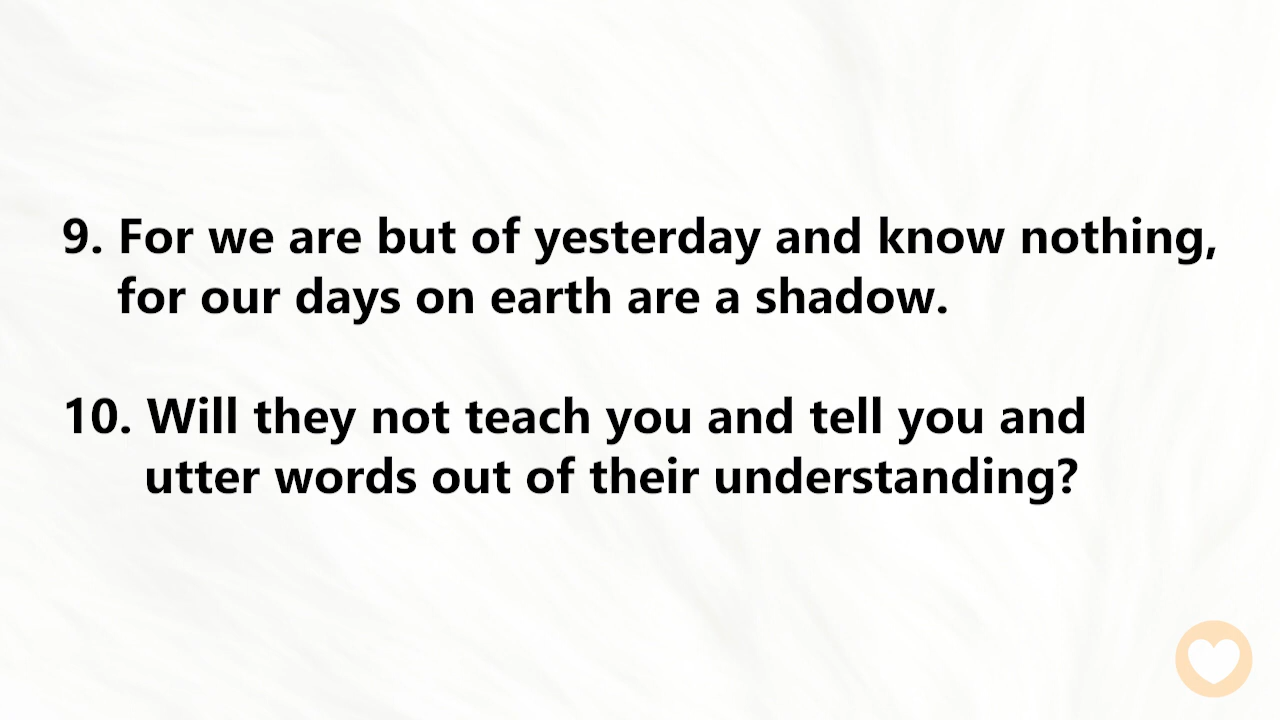 9. For we are but of yesterday and know nothing,
for our days on earth are a shadow.
10. Will they not teach you and tell you and
utter words out of their understanding?